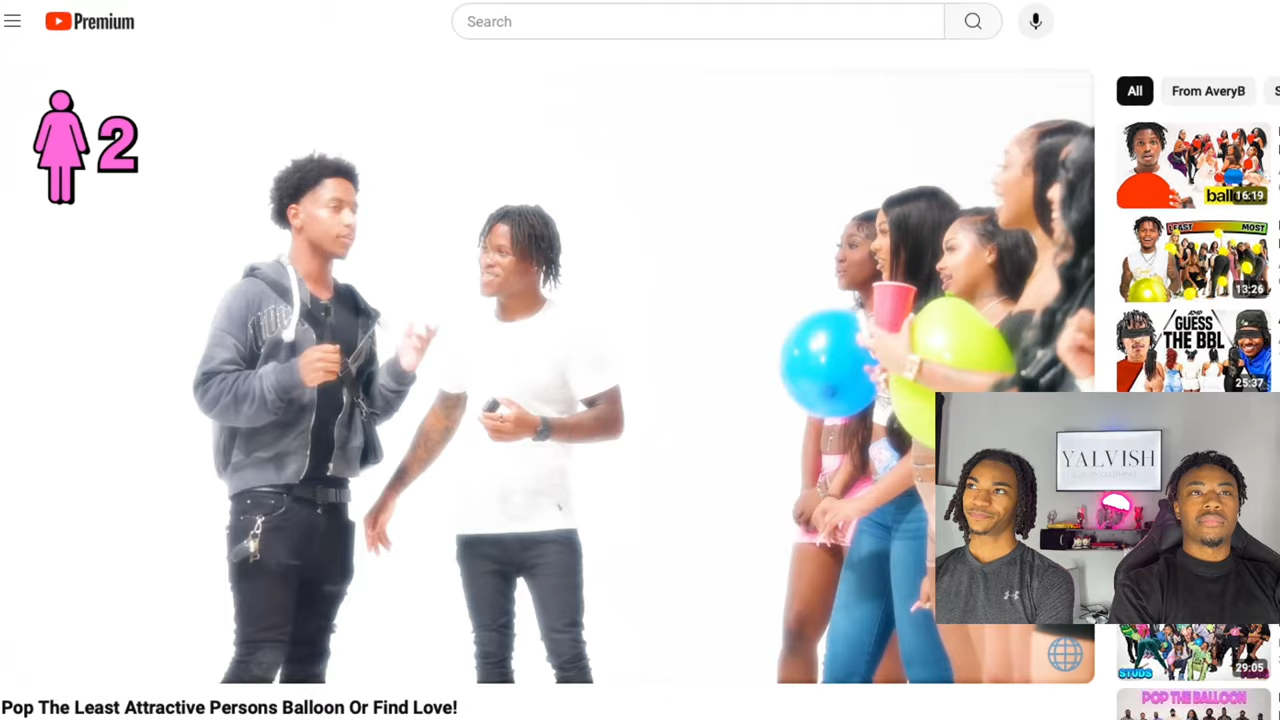 Premium
Search
2
All
From AveryB
16:19
LEAST
MOST
13:26
GUESS
THE BBL
25:37
YALVISH
STUDS
29:05
POP THE BALLOON
Pop The Least Attractive Persons Balloon Or Find Love!